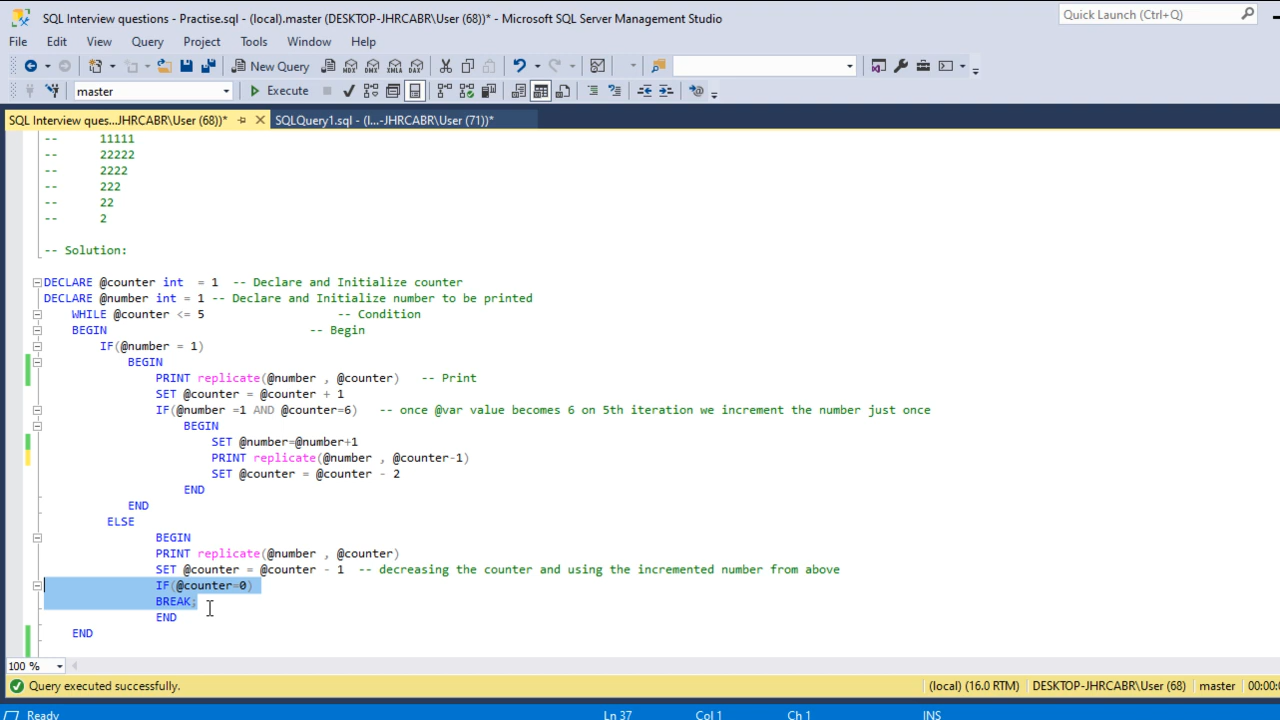 SQL Interview questions - Practise.sql - (local).master (DESKTOP-JHRCABR\User (68))* - Microsoft SQL Server Management Studio
Quick Launch (Ctrl+Q)
File Edit View Query Project Tools Window Help
New Query MDX DMX XMLA DAX
master Execute
SQL Interview ques...JHRCABR\User (68))* SQLQuery1.sql - (l...-JHRCABR\User (71))*
-- 11111
-- 22222
-- 2222
-- 222
-- 22
-- 2
-- Solution:
DECLARE @counter int = 1 -- Declare and Initialize counter
DECLARE @number int = 1 -- Declare and Initialize number to be printed
WHILE @counter <= 5 -- Condition
BEGIN -- Begin
IF(@number = 1)
BEGIN
PRINT replicate(@number , @counter) -- Print
SET @counter = @counter + 1
IF(@number =1 AND @counter=6) -- once @var value becomes 6 on 5th iteration we increment the number just once
BEGIN
SET @number=@number+1
PRINT replicate(@number , @counter-1)
SET @counter = @counter - 2
END
END
ELSE
BEGIN
PRINT replicate(@number , @counter)
SET @counter = @counter - 1 -- decreasing the counter and using the incremented number from above
IF(@counter=0)
BREAK;
END
END
100 %
Query executed successfully. (local) (16.0 RTM) DESKTOP-JHRCABR\User (68) master 00:00:
Ready Ln 37 Col 1 Ch 1 INS